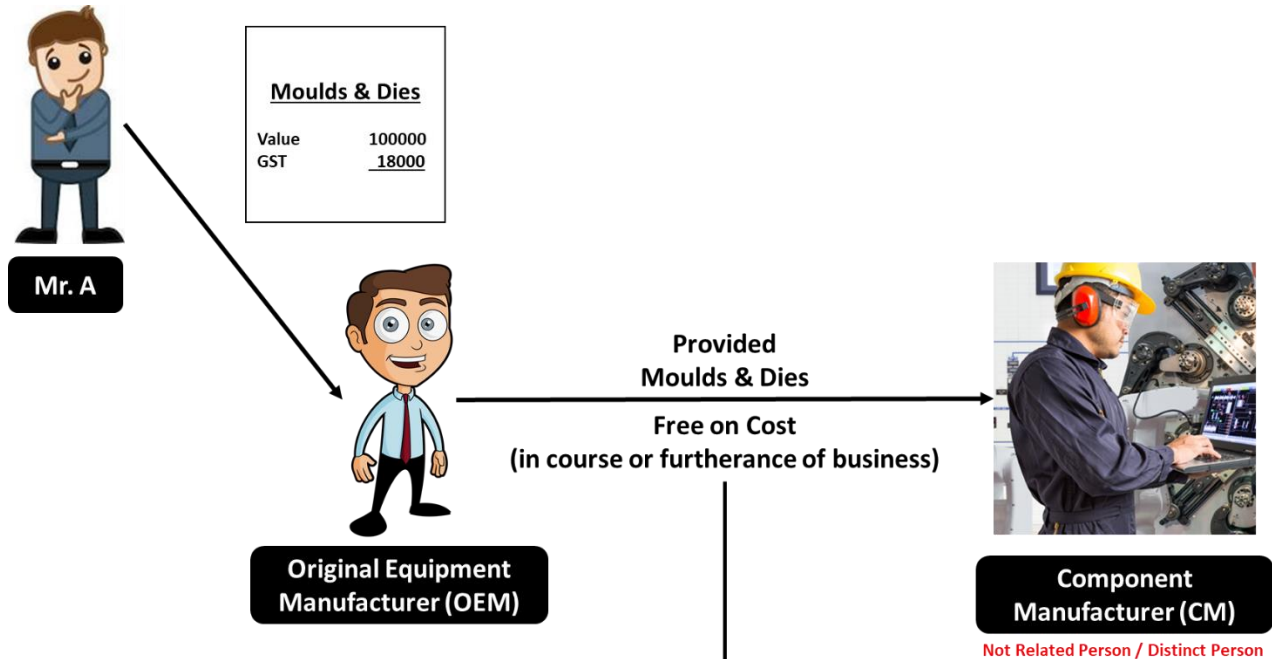 Moulds & Dies
Value 100000
GST 18000
Mr. A
Provided
Moulds & Dies
Free on Cost
(in course or furtherance of business)
Original Equipment
Manufacturer (OEM)
Component
Manufacturer (CM)
Not Related Person / Distinct Person